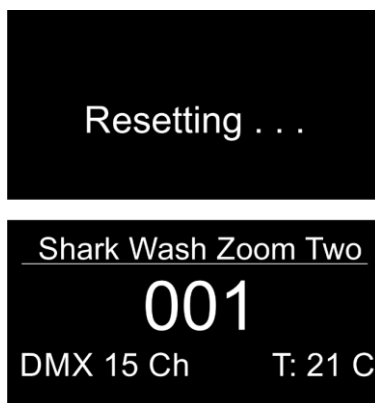 Resetting . . .
Shark Wash Zoom Two
001
DMX 15 Ch T: 21 C